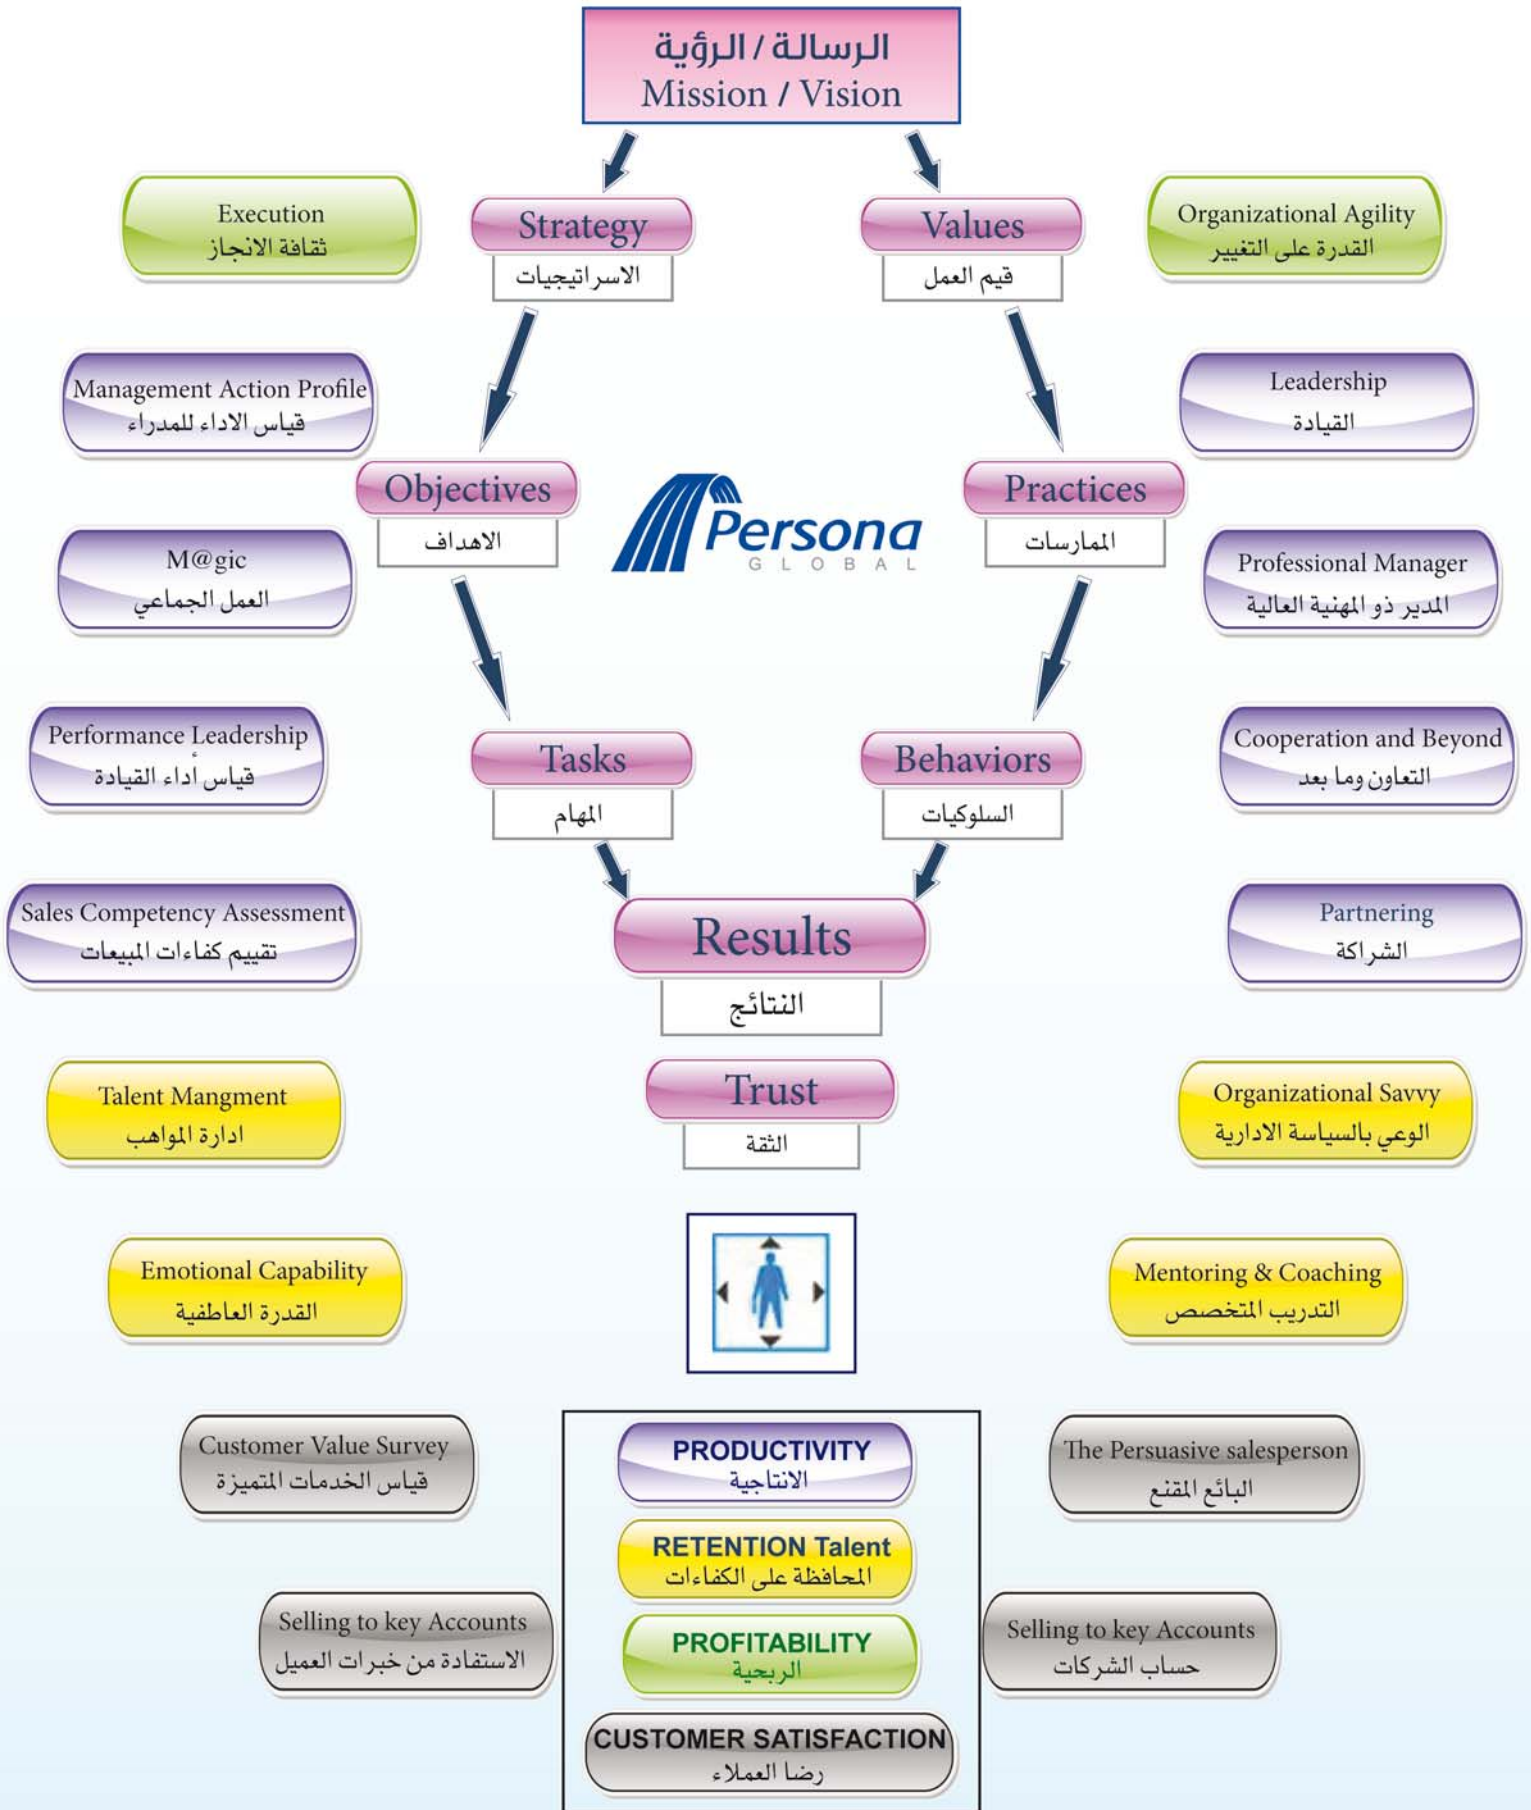 الرسالة / الرؤية
Mission / Vision
Execution
ثقافة الانجاز
Strategy
الاسراتيجيات
Values
قيم العمل
Organizational Agility
القدرة على التغيير
Management Action Profile
قياس الاداء للمدراء
Leadership
القيادة
Objectives
الاهداف
Persona
GLOBAL
Practices
الممارسات
M@gic
العمل الجماعي
Professional Manager
المدير ذو المهنية العالية
Performance Leadership
قياس أداء القيادة
Tasks
المهام
Behaviors
السلوكيات
Cooperation and Beyond
التعاون وما بعد
Sales Competency Assessment
تقييم كفاءات المبيعات
Results
النتائج
Partnering
الشراكة
Talent Mangment
ادارة المواهب
Trust
الثقة
Organizational Savvy
الوعي بالسياسة الادارية
Emotional Capability
القدرة العاطفية
Mentoring & Coaching
التدريب المتخصص
Customer Value Survey
قياس الخدمات المتميزة
PRODUCTIVITY
الانتاجية
The Persuasive salesperson
البائع المقنع
RETENTION Talent
المحافظة على الكفاءات
Selling to key Accounts
الاستفادة من خبرات العميل
PROFITABILITY
الربحية
Selling to key Accounts
حساب الشركات
CUSTOMER SATISFACTION
رضا العملاء